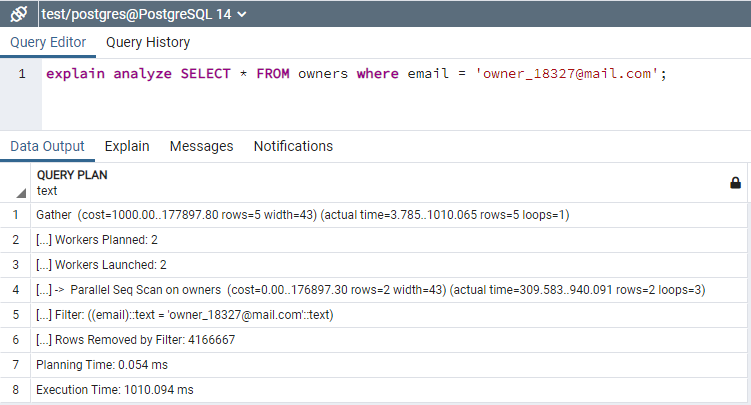 test/postgres@PostgreSQL 14
Query Editor Query History
1 explain analyze SELECT * FROM owners where email = 'owner_18327@mail.com';
Data Output Explain Messages Notifications
QUERY PLAN
text
1 Gather (cost=1000.00..177897.80 rows=5 width=43) (actual time=3.785..1010.065 rows=5 loops=1)
2 [...] Workers Planned: 2
3 [...] Workers Launched: 2
4 [...] -> Parallel Seq Scan on owners (cost=0.00..176897.30 rows=2 width=43) (actual time=309.583..940.091 rows=2 loops=3)
5 [...] Filter: ((email)::text = 'owner_18327@mail.com'::text)
6 [...] Rows Removed by Filter: 4166667
7 Planning Time: 0.054 ms
8 Execution Time: 1010.094 ms